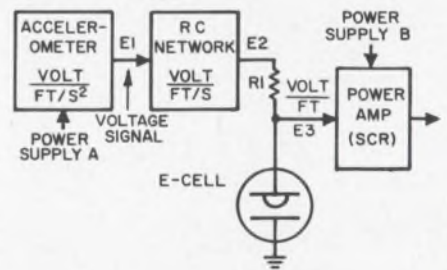 ACCELER-
OMETER
VOLT
FT/S²
POWER
SUPPLY A
E1
VOLTAGE
SIGNAL
R C
NETWORK
VOLT
FT/S
E2
R1
VOLT
FT
E3
POWER
SUPPLY B
POWER
AMP
(SCR)
E-CELL